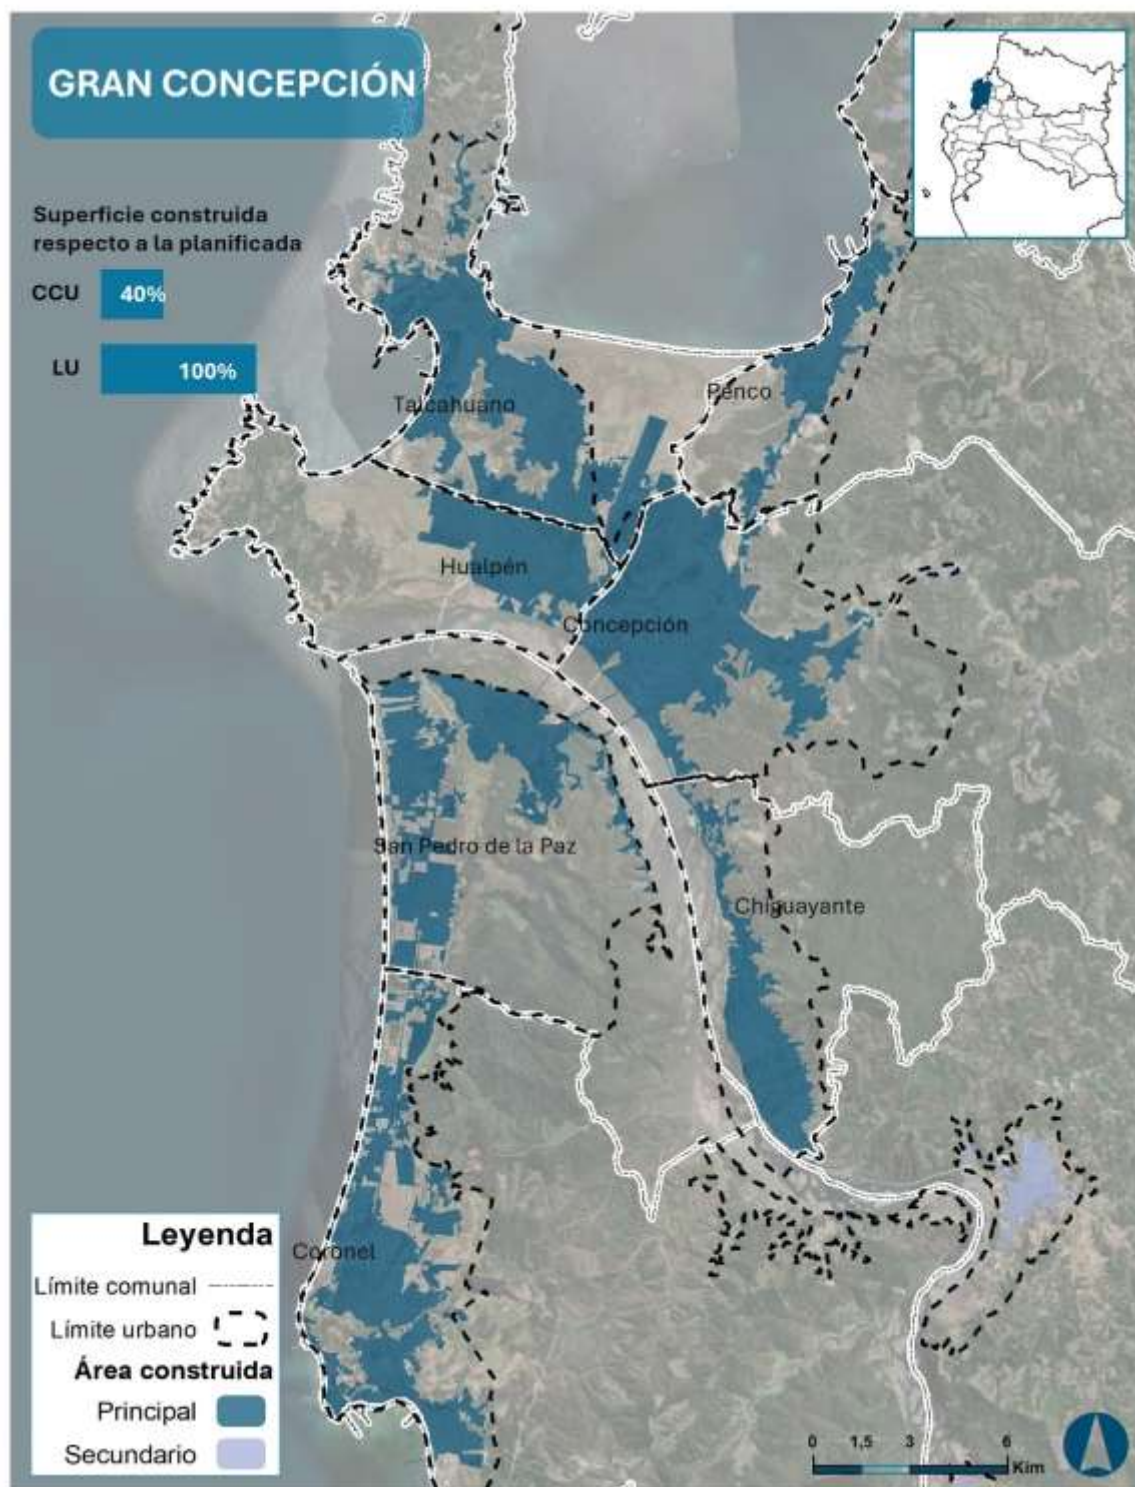 GRAN CONCEPCIÓN
Superficie construida
respecto a la planificada
CCU 40%
LU 100%
Penco
Talcahuano
Hualpén
Concepción
San Pedro de la Paz
Chiguayante
Coronel
Leyenda
Límite comunal
Límite urbano
Área construida
Principal
Secundario
0 1,5 3 6
Kim